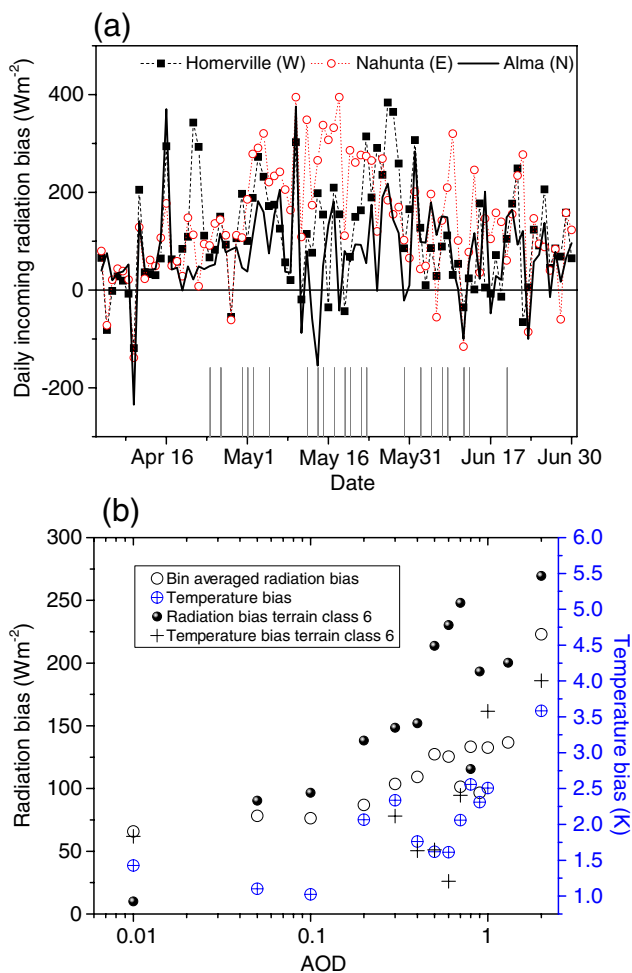 (a)
Daily incoming radiation bias (Wm-2)
Homerville (W) Nahunta (E) Alma (N)
400
200
0
-200
Apr 16 May1 May 16 May31 Jun 17 Jun 30
Date
(b)
Radiation bias (Wm-2)
300
250
200
150
100
50
0
Bin averaged radiation bias
Temperature bias
Radiation bias terrain class 6
Temperature bias terrain class 6
6.0
5.5
5.0
4.5
4.0
3.5
3.0
2.5
2.0
1.5
1.0
Temperature bias (K)
0.01 0.1 1
AOD